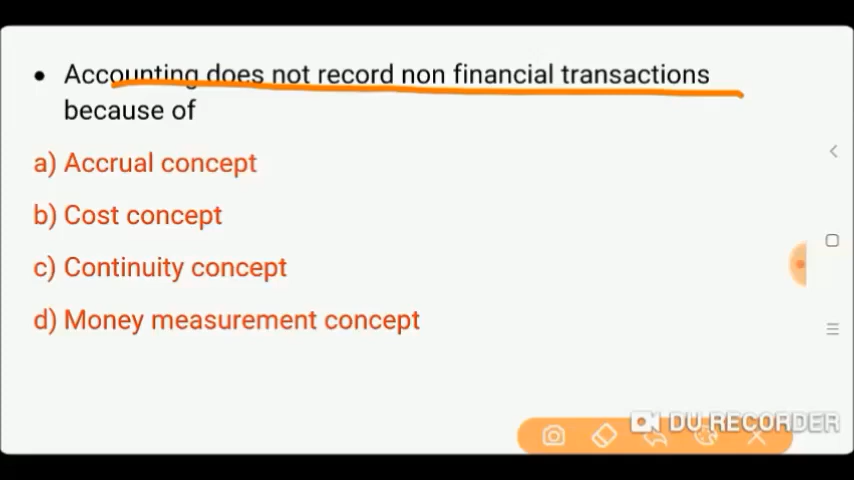 • Accounting does not record non financial transactions
because of
a) Accrual concept
b) Cost concept
c) Continuity concept
d) Money measurement concept
DU RECORDER